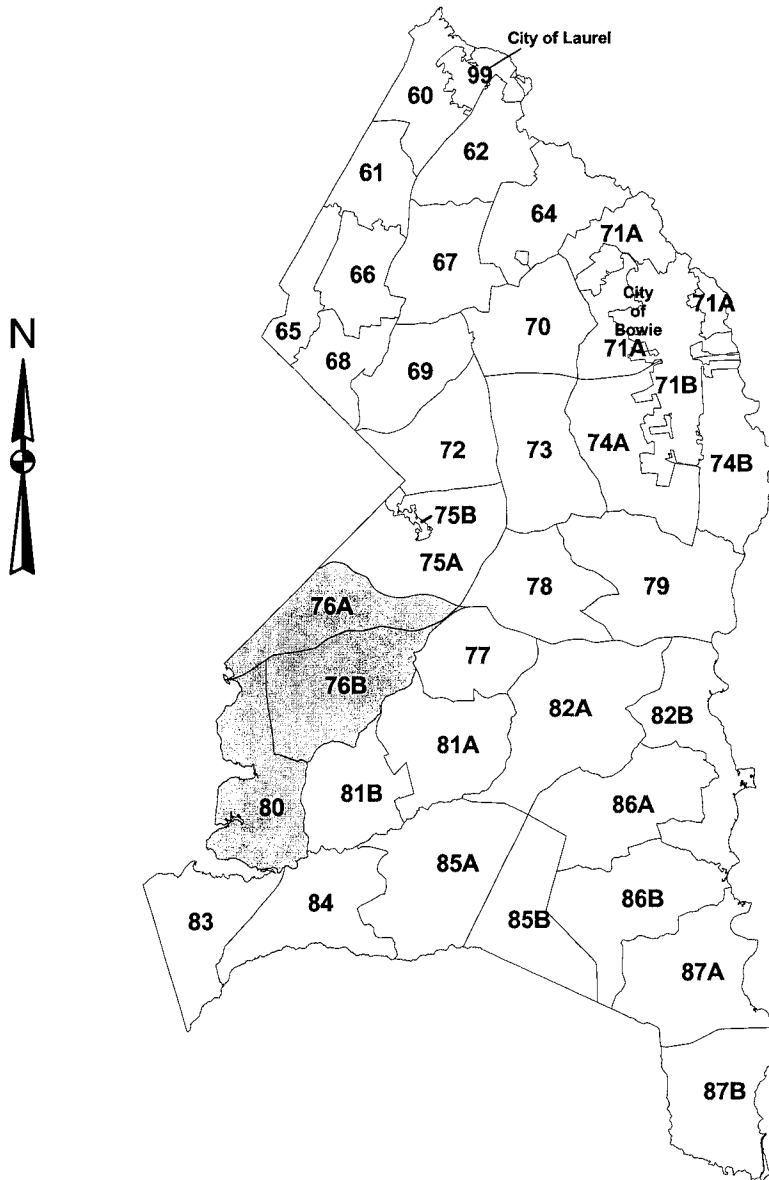 City of Laurel
99
60
62
61
64
71A
67
66
City
of
Bowie
71A
65
70
71A
68
69
71B
72
73
74A
74B
75B
75A
78
79
76A
77
76B
82A
82B
81A
81B
80
86A
85A
86B
84
83
85B
87A
87B
N